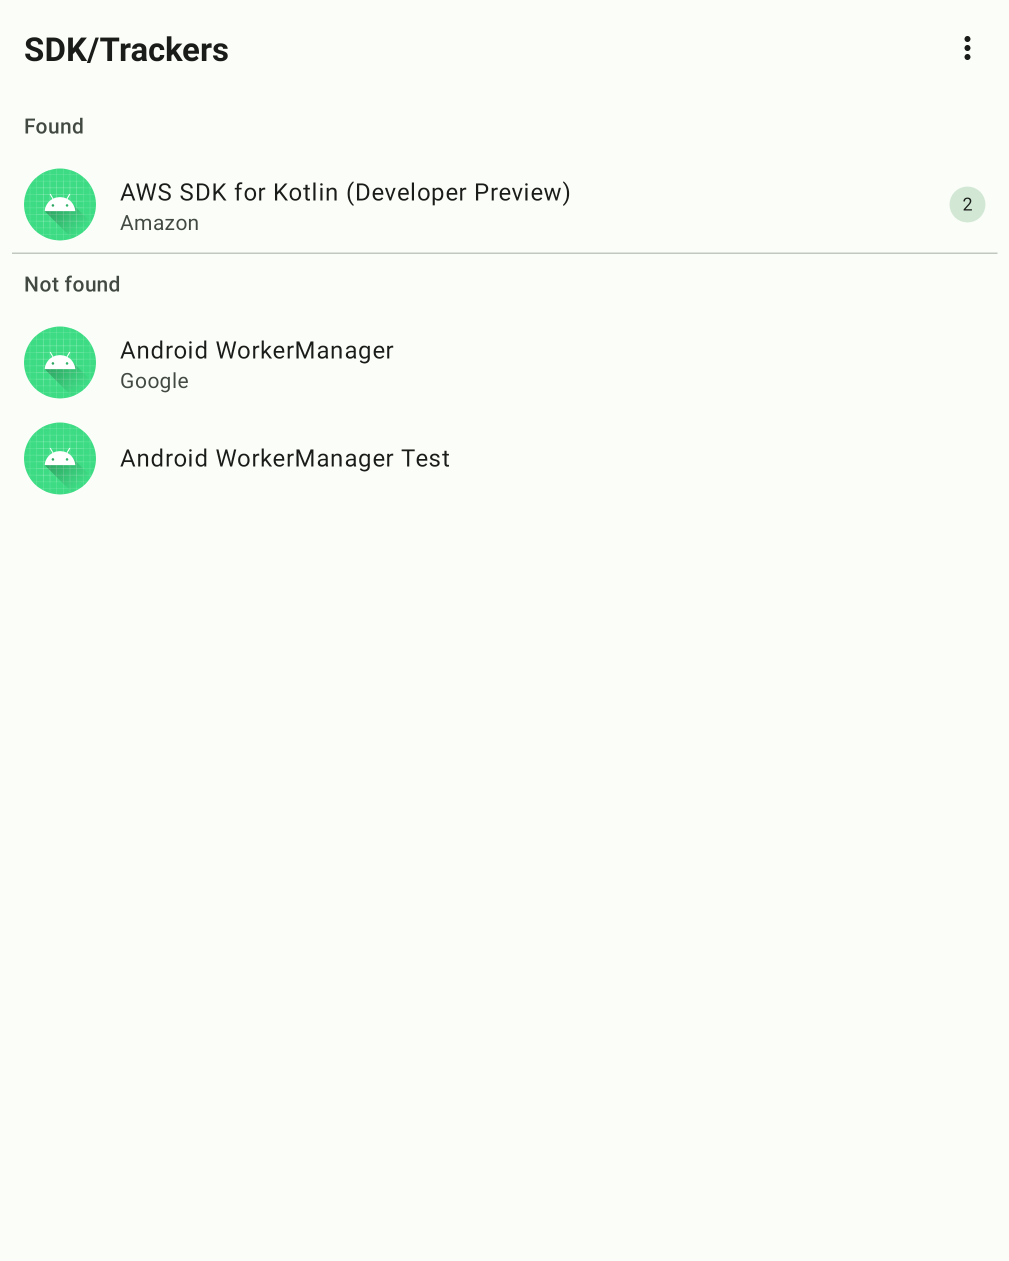 SDK/Trackers
Found
AWS SDK for Kotlin (Developer Preview)
Amazon
2
Not found
Android WorkerManager
Google
Android WorkerManager Test